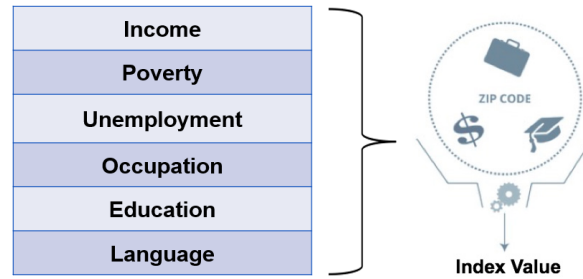 Income
Poverty
Unemployment
Occupation
Education
Language
ZIP CODE
$
Index Value